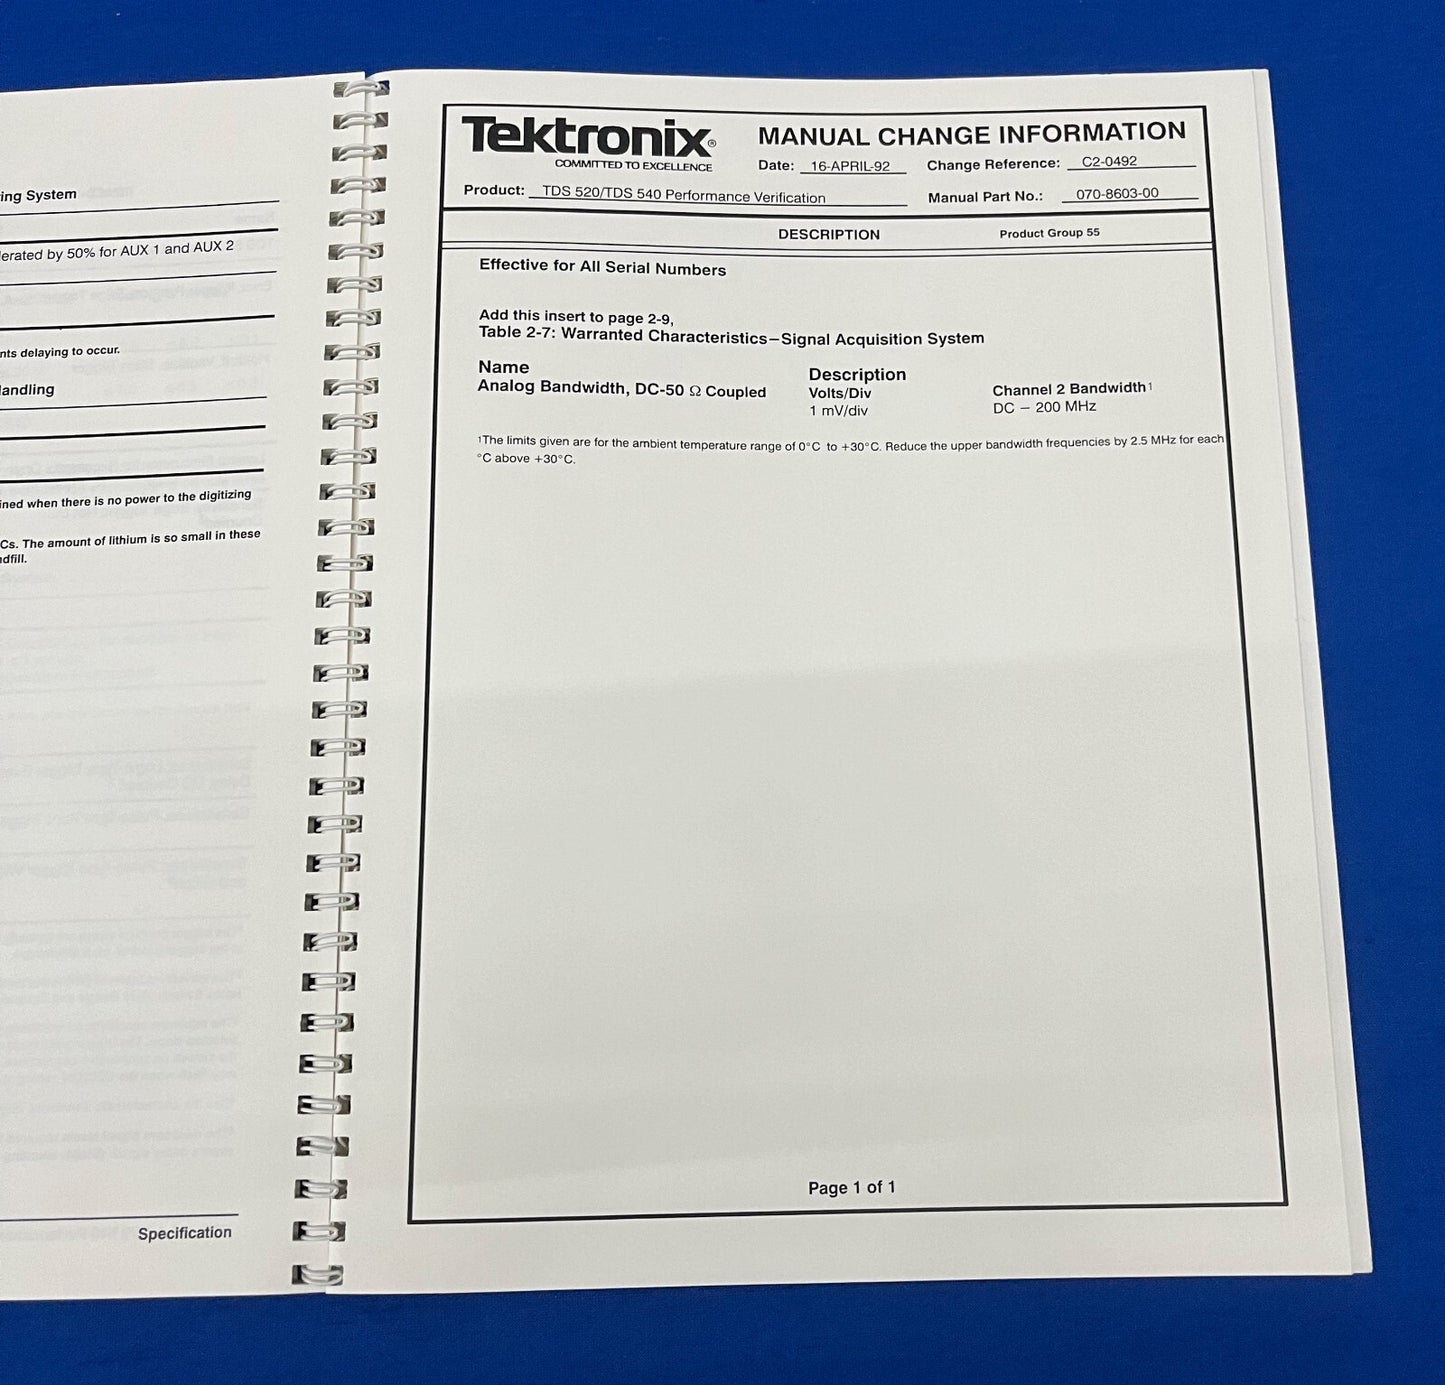 ing System
erated by 50% for AUX 1 and AUX 2
nts delaying to occur.
landling
ined when there is no power to the digitizing
Cs. The amount of lithium is so small in these
dfill.
Specification
Tektronix®
COMMITTED TO EXCELLENCE
MANUAL CHANGE INFORMATION
Date: 16-APRIL-92 Change Reference: C2-0492
Product: TDS 520/TDS 540 Performance Verification Manual Part No.: 070-8603-00
DESCRIPTION Product Group 55
Effective for All Serial Numbers
Add this insert to page 2-9,
Table 2-7: Warranted Characteristics—Signal Acquisition System
Name Description
Analog Bandwidth, DC-50 Ω Coupled Volts/Div Channel 2 Bandwidth¹
1 mV/div DC – 200 MHz
¹The limits given are for the ambient temperature range of 0°C to +30°C. Reduce the upper bandwidth frequencies by 2.5 MHz for each
°C above +30°C.
Page 1 of 1